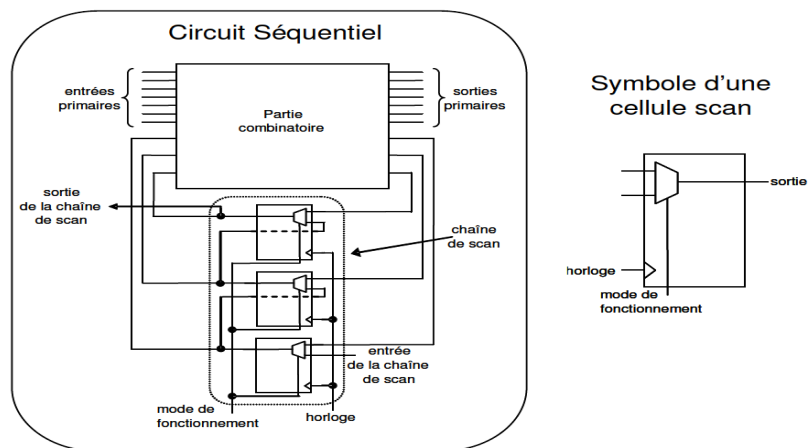 Circuit Séquentiel
entrées
primaires
Partie
combinatoire
sorties
primaires
sortie
de la chaîne
de scan
chaîne
de scan
entrée
de la chaîne
de scan
mode de
fonctionnement
horloge
Symbole d'une
cellule scan
sortie
horloge
mode de
fonctionnement